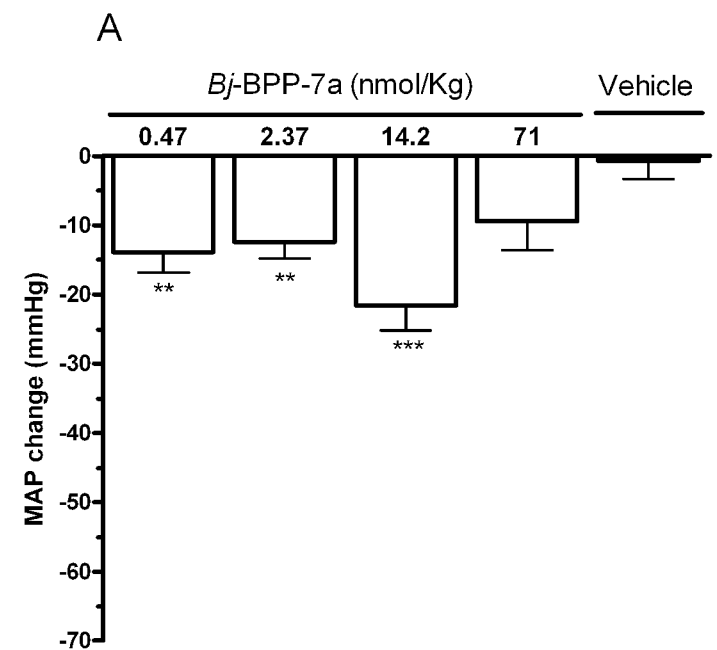 A
Bj-BPP-7a (nmol/Kg) Vehicle
0.47 2.37 14.2 71
0
-10
-20
-30
-40
-50
-60
-70
MAP change (mmHg)
**
**
***